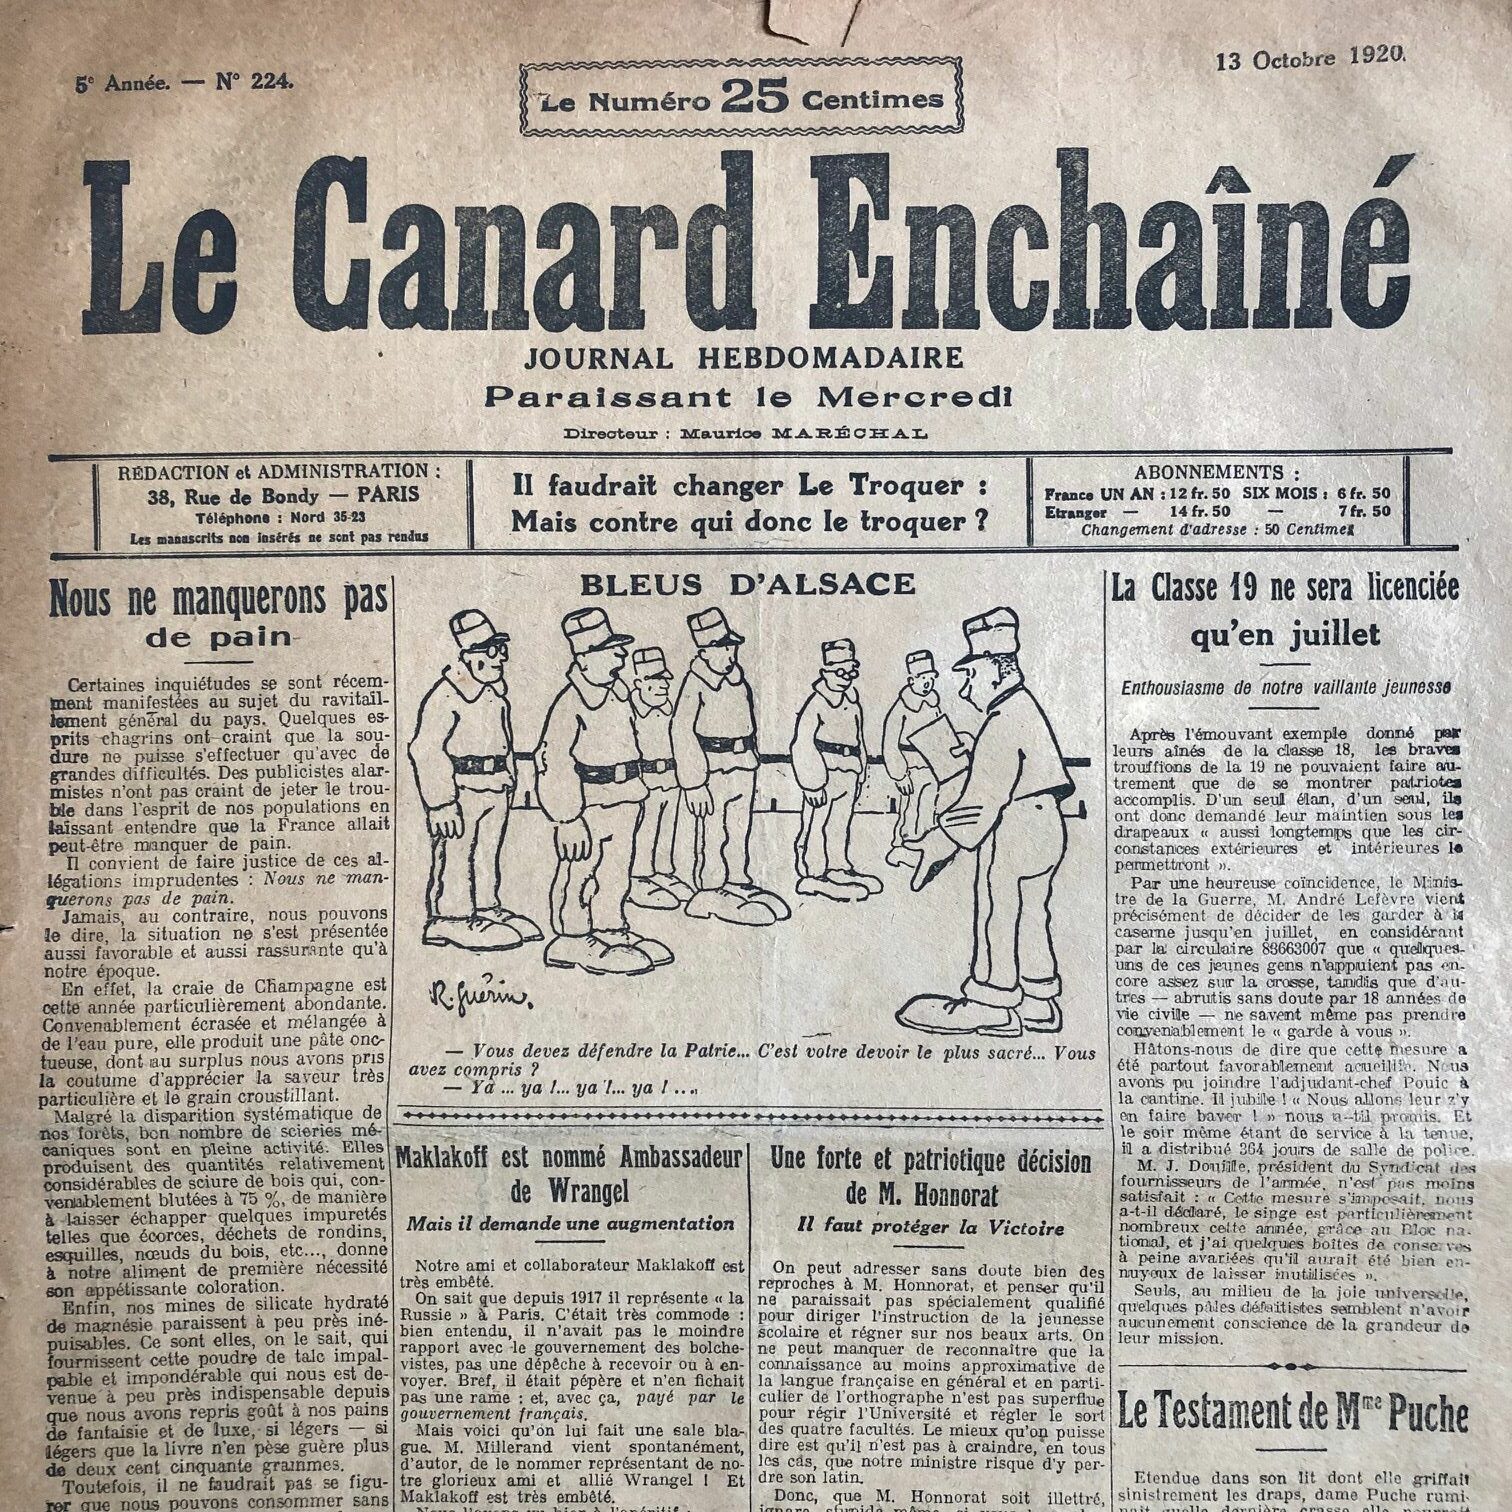 5e Année. — N° 224.
Le Numéro 25 Centimes
13 Octobre 1920.
Le Canard Enchaîné
JOURNAL HEBDOMADAIRE
Paraissant le Mercredi
Directeur : Maurice MARÉCHAL
RÉDACTION et ADMINISTRATION :
38, Rue de Bondy — PARIS
Téléphone : Nord 35-23
Les manuscrits non insérés ne sont pas rendus
Il faudrait changer Le Troquer :
Mais contre qui donc le troquer ?
ABONNEMENTS :
France UN AN : 12 fr. 50 SIX MOIS : 6 fr. 50
Etranger — 14 fr. 50 — 7 fr. 50
Changement d'adresse : 50 Centimes
Nous ne manquerons pas
de pain
Certaines inquiétudes se sont récem-
ment manifestées au sujet du ravitail-
lement général du pays. Quelques es-
prits chagrins ont craint que la sou-
dure ne puisse s'effectuer qu'avec de
grandes difficultés. Des publicistes alar-
mistes n'ont pas craint de jeter le trou-
ble dans l'esprit de nos populations en
laissant entendre que la France allait
peut-être manquer de pain.
Il convient de faire justice de ces al-
légations imprudentes : Nous ne man-
querons pas de pain.
Jamais, au contraire, nous pouvons
le dire, la situation ne s'est présentée
aussi favorable et aussi rassurante qu'à
notre époque.
En effet, la craie de Champagne est
cette année particulièrement abondante.
Convenablement écrasée et mélangée à
de l'eau pure, elle produit une pâte onc-
tueuse, dont au surplus nous avons pris
la coutume d'apprécier la saveur très
particulière et le grain croustillant.
Malgré la disparition systématique de
nos forêts, bon nombre de scieries mé-
caniques sont en pleine activité. Elles
produisent des quantités relativement
considérables de sciure de bois qui, con-
venablement blutées à 75 %, de manière
à laisser échapper quelques impuretés
telles que écorces, déchets de rondins,
esquilles, nœuds du bois, etc..., donne
à notre aliment de première nécessité
son appétissante coloration.
Enfin, nos mines de silicate hydraté
de magnésie paraissent à peu près iné-
puisables. Ce sont elles, on le sait, qui
fournissent cette poudre de talc impal-
pable et impondérable qui nous est de-
venue à peu près indispensable depuis
que nous avons repris goût à nos pains
de fantaisie et de luxe, si légers — si
légers que la livre n'en pèse guère plus
de deux cent cinquante grammes.
Toutefois, il ne faudrait pas se figu-
rer que nous pouvons consommer sans
BLEUS D'ALSACE
R. Guérin.
— Vous devez défendre la Patrie... C'est votre devoir le plus sacré... Vous
avez compris ?
— Ya ... ya !... ya !... ya ! ...
Maklakoff est nommé Ambassadeur
de Wrangel
Mais il demande une augmentation
Notre ami et collaborateur Maklakoff est
très embêté.
On sait que depuis 1917 il représente « la
Russie » à Paris. C'était très commode :
bien entendu, il n'avait pas le moindre
rapport avec le gouvernement des bolche-
vistes, pas une dépêche à recevoir ou à en-
voyer. Bref, il était pépère et n'en fichait
pas une rame ; et, avec ça, payé par le
gouvernement français.
Mais voici qu'on lui fait une sale bla-
gue. M. Millerand vient spontanément,
d'autor, de le nommer représentant de no-
tre glorieux ami et allié Wrangel ! Et
Maklakoff est très embêté.
Une forte et patriotique décision
de M. Honnorat
Il faut protéger la Victoire
On peut adresser sans doute bien des
reproches à M. Honnorat, et penser qu'il
ne paraissait pas spécialement qualifié
pour diriger l'instruction de la jeunesse
scolaire et régner sur nos beaux arts. On
ne peut manquer de reconnaître que la
connaissance au moins approximative de
la langue française en général et en parti-
culier de l'orthographe n'est pas superflue
pour régir l'Université et régler le sort
des quatre facultés. Le mieux qu'on puisse
dire est qu'il n'est pas à craindre, en tous
les cas, que notre ministre risque d'y per-
dre son latin.
Donc, que M. Honnorat soit illettré,
La Classe 19 ne sera licenciée
qu'en juillet
Enthousiasme de notre vaillante jeunesse
Après l'émouvant exemple donné par
leurs aînés de la classe 18, les braves
trouffions de la 19 ne pouvaient faire au-
trement que de se montrer patriotes
accomplis. D'un seul élan, d'un seul, ils
ont donc demandé leur maintien sous les
drapeaux « aussi longtemps que les cir-
constances extérieures et intérieures le
permettront ».
Par une heureuse coïncidence, le Minis-
tre de la Guerre, M. André Lefèvre vient
précisément de décider de les garder à la
caserne jusqu'en juillet, en considérant
par la circulaire 83663007 que « quelques-
uns de ces jeunes gens n'appuient pas en-
core assez sur la crosse, tandis que d'au-
tres — abrutis sans doute par 18 années de
vie civile — ne savent même pas prendre
convenablement le « garde à vous ».
Hâtons-nous de dire que cette mesure a
été partout favorablement accueillie. Nous
avons pu joindre l'adjudant-chef Pouic à
la cantine. Il jubile ! « Nous allons leur z'y
en faire baver ! » nous a-t-il promis. Et
le soir même étant de service à la tenue,
il a distribué 364 jours de salle de police.
M. J. Doufile, président du Syndicat des
fournisseurs de l'armée, n'est pas moins
satisfait : « Cette mesure s'imposait, nous
a-t-il déclaré, le singe est particulièrement
nombreux cette année, grâce au Bloc na-
tional, et j'ai quelques boîtes de conserves
à peine avariées qu'il aurait été bien en-
nuyeux de laisser inutilisées ».
Seuls, au milieu de la joie universelle,
quelques pâles défaitistes semblent n'avoir
aucunement conscience de la grandeur de
leur mission.
Le Testament de Mme Puche
Etendue dans son lit dont elle griffait
sinistrement les draps, dame Puche rumi-